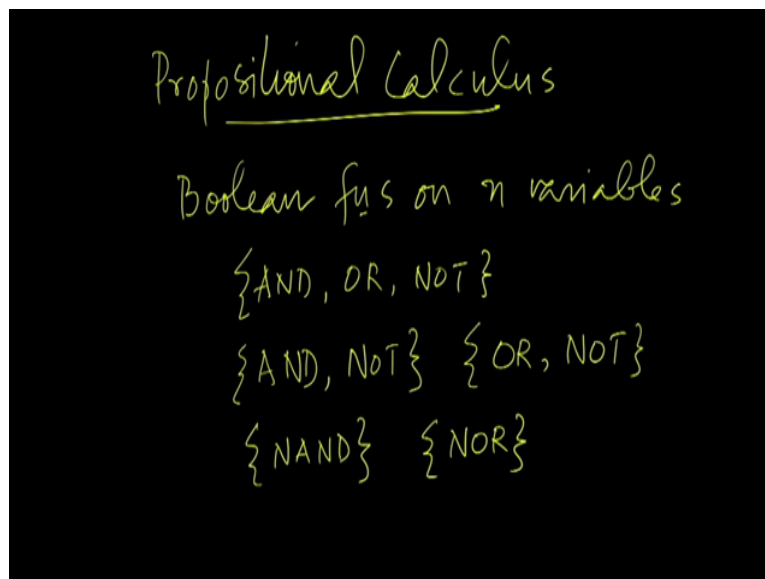 Propositional Calculus
Boolean fns on n variables
{AND, OR, NOT}
{AND, NOT} {OR, NOT}
{NAND} {NOR}